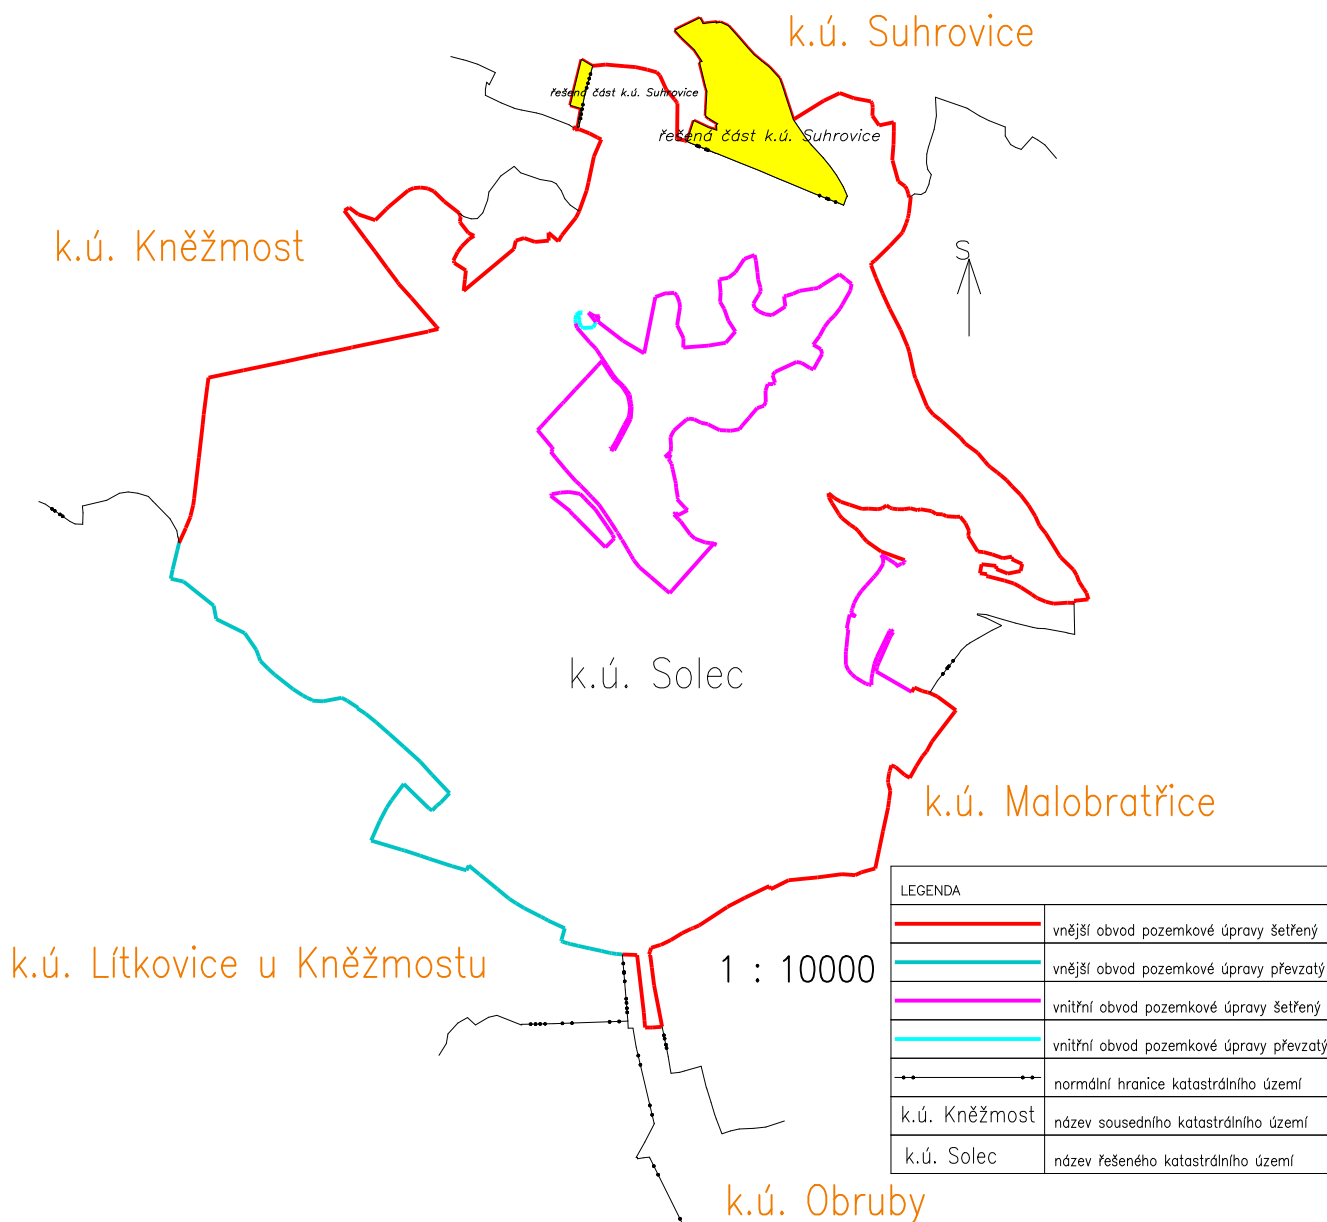 k.ú. Suhrovice
řešená část k.ú. Suhrovice
řešená část k.ú. Suhrovice
k.ú. Kněžmost
S
k.ú. Solec
k.ú. Malobratřice
k.ú. Lítkovice u Kněžmostu
1 : 10000
LEGENDA
vnější obvod pozemkové úpravy šetřený
vnější obvod pozemkové úpravy převzatý
vnitřní obvod pozemkové úpravy šetřený
vnitřní obvod pozemkové úpravy převzatý
normální hranice katastrálního území
k.ú. Kněžmost název sousedního katastrálního území
k.ú. Solec název řešeného katastrálního území
k.ú. Obruby